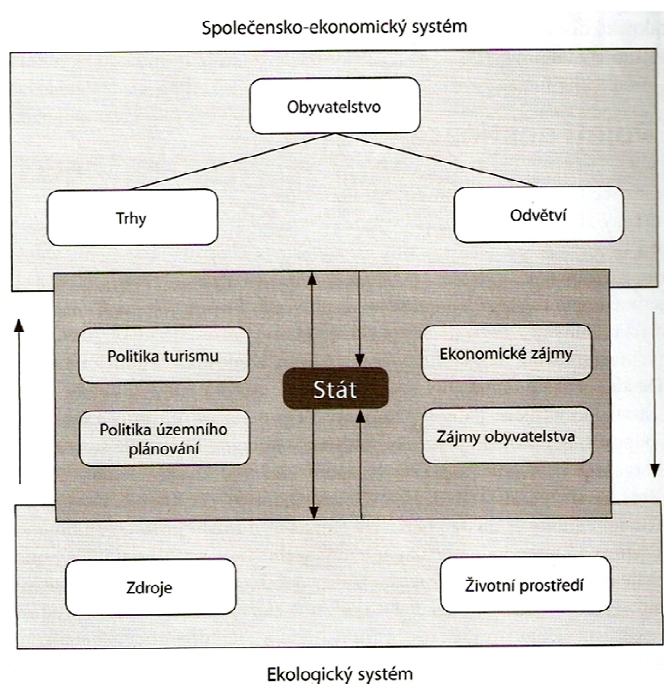 Společensko-ekonomický systém
Obyvatelstvo
Trhy
Odvětví
Politika turismu
Ekonomické zájmy
Stát
Politika územního
plánování
Zájmy obyvatelstva
Zdroje
Životní prostředí
Ekologický systém